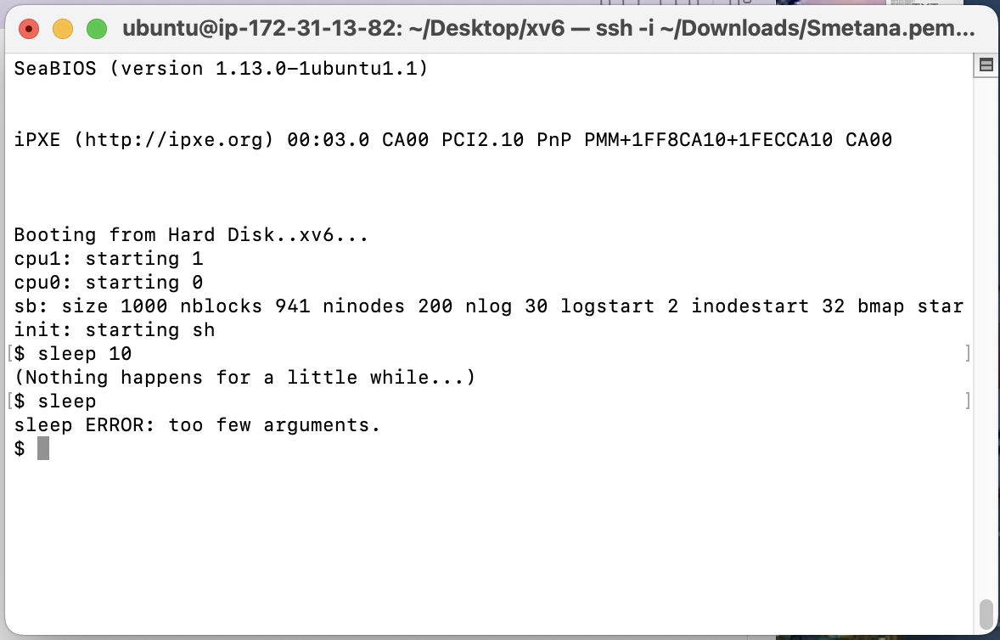 ubuntu@ip-172-31-13-82: ~/Desktop/xv6 — ssh -i ~/Downloads/Smetana.pem...
SeaBIOS (version 1.13.0-1ubuntu1.1)
iPXE (http://ipxe.org) 00:03.0 CA00 PCI2.10 PnP PMM+1FF8CA10+1FECCA10 CA00
Booting from Hard Disk..xv6...
cpu1: starting 1
cpu0: starting 0
sb: size 1000 nblocks 941 ninodes 200 nlog 30 logstart 2 inodestart 32 bmap star
init: starting sh
[$ sleep 10 ]
(Nothing happens for a little while...)
[$ sleep ]
sleep ERROR: too few arguments.
$